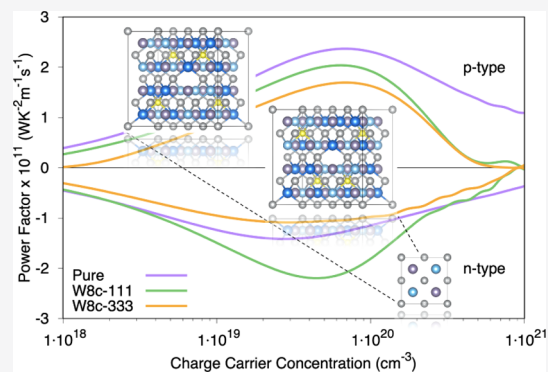 3
2
1
0
-1
-2
-3
Power Factor x 10¹¹ (WK⁻²m⁻¹s⁻¹)
p-type
n-type
Pure
W8c-111
W8c-333
1·10¹⁸
1·10¹⁹
1·10²⁰
1·10²¹
Charge Carrier Concentration (cm⁻³)